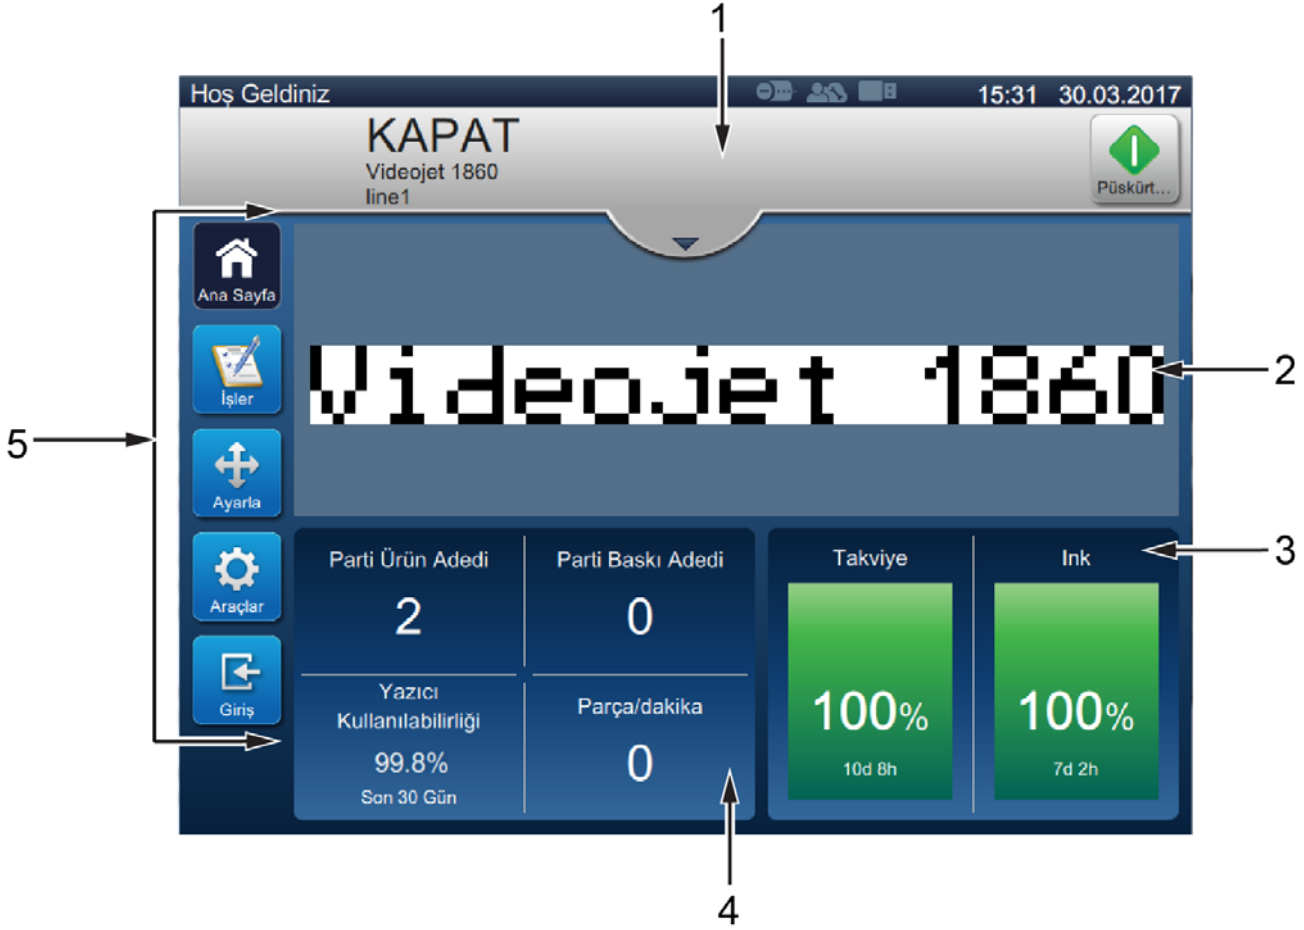 1
Hoş Geldiniz 15:31 30.03.2017
KAPAT
Videojet 1860
line1
Püskürt...
Ana Sayfa
İşler
Ayarla
Araçlar
Giriş
Videojet 1860
2
3
4
5
Parti Ürün Adedi
2
Parti Baskı Adedi
0
Yazıcı
Kullanılabilirliği
99.8%
Son 30 Gün
Parça/dakika
0
Takviye
100%
10d 8h
Ink
100%
7d 2h